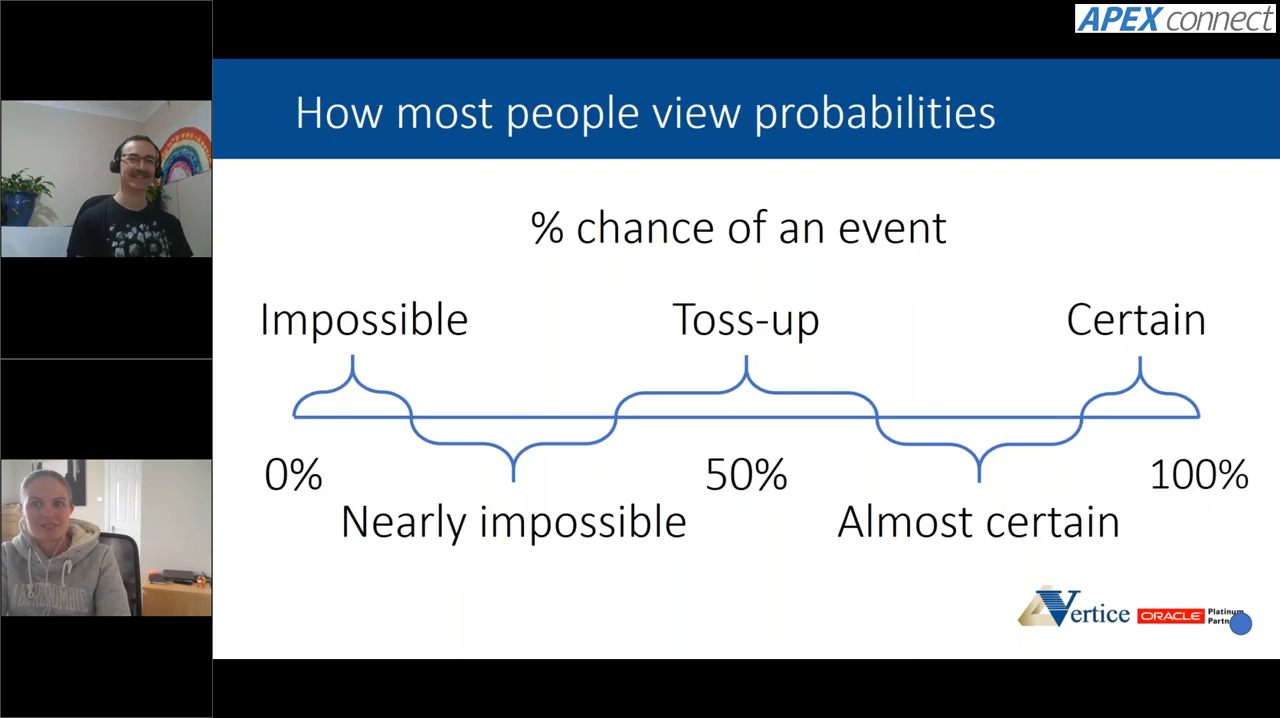 APEX connect
How most people view probabilities
% chance of an event
Impossible
Toss-up
Certain
0%
50%
100%
Nearly impossible
Almost certain
Vertice
ORACLE
Platinum
ABERCROMBIE